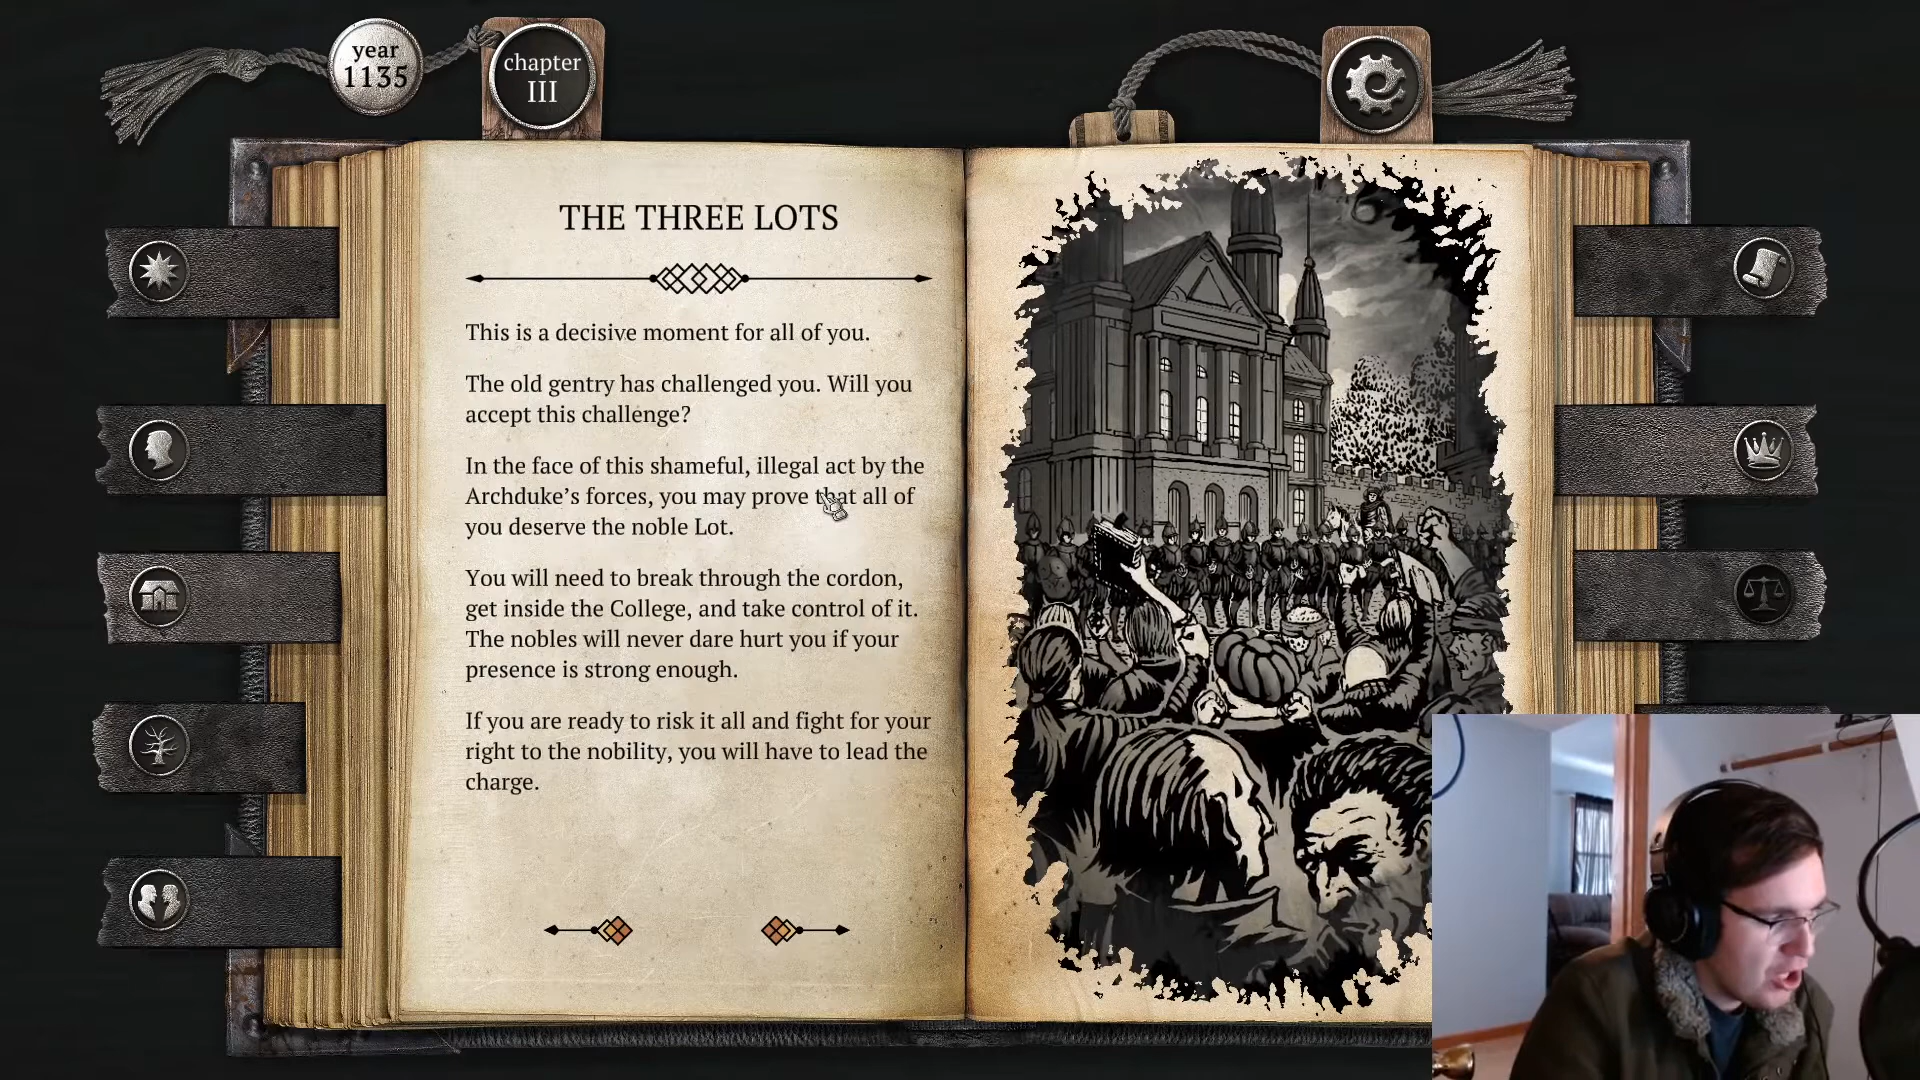 year
1135
chapter
III
THE THREE LOTS
This is a decisive moment for all of you.
The old gentry has challenged you. Will you
accept this challenge?
In the face of this shameful, illegal act by the
Archduke's forces, you may prove that all of
you deserve the noble Lot.
You will need to break through the cordon,
get inside the College, and take control of it.
The nobles will never dare hurt you if your
presence is strong enough.
If you are ready to risk it all and fight for your
right to the nobility, you will have to lead the
charge.